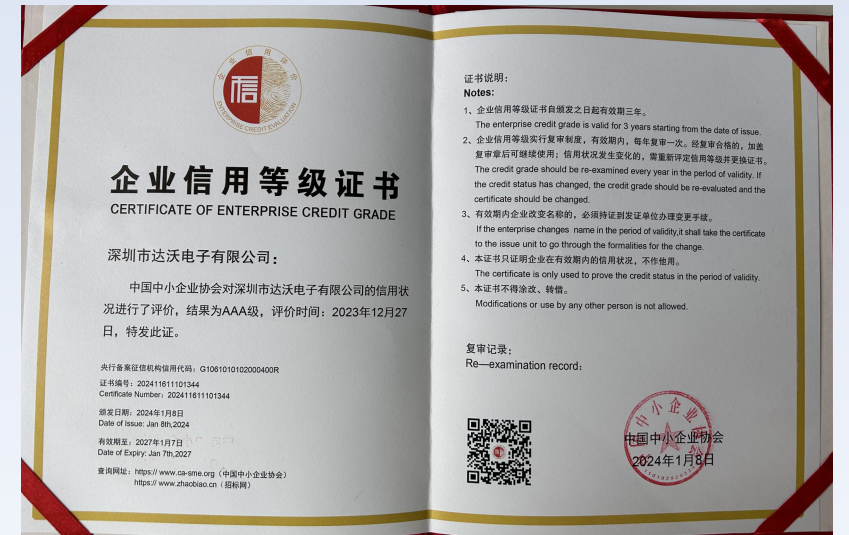 企业信用评价
信
ENTERPRISE CREDIT EVALUATION
企业信用等级证书
CERTIFICATE OF ENTERPRISE CREDIT GRADE
深圳市达沃电子有限公司：
中国中小企业协会对深圳市达沃电子有限公司的信用状
况进行了评价，结果为AAA级，评价时间：2023年12月27
日，特发此证。
央行备案征信机构信用代码：G1061010102000400R
证书编号：202411611101344
Certificate Number: 202411611101344
颁发日期：2024年1月8日
Date of Issue: Jan 8th,2024
有效期至：2027年1月7日
Date of Expiry: Jan 7th,2027
查询网址：https:// www.ca-sme.org（中国中小企业协会）
https:// www.zhaobiao.cn（招标网）
证书说明：
Notes:
1、企业信用等级证书自颁发之日起有效期三年。
The enterprise credit grade is valid for 3 years starting from the date of issue.
2、企业信用等级实行复审制度，有效期内，每年复审一次。经复审合格的，加盖
复审章后可继续使用；信用状况发生变化的，需重新评定信用等级并更换证书。
The credit grade should be re-examined every year in the perlod of validity. If
the credit status has changed, the credit grade should be re-evaluated and the
certificate should be changed.
3、有效期内企业改变名称的，必须持证到发证单位办理变更手续。
If the enterprise changes name in the period of validity,it shall take the certificate
to the issue unit to go through the formalities for the change.
4、本证书只证明企业在有效期内的信用状况，不作他用。
The certificate is only used to prove the credit status in the period of validity.
5、本证书不得涂改、转借。
Modifications or use by any other person is not allowed.
复审记录：
Re—examination record:
中国中小企业协会
中国中小企业协会
2024年1月8日